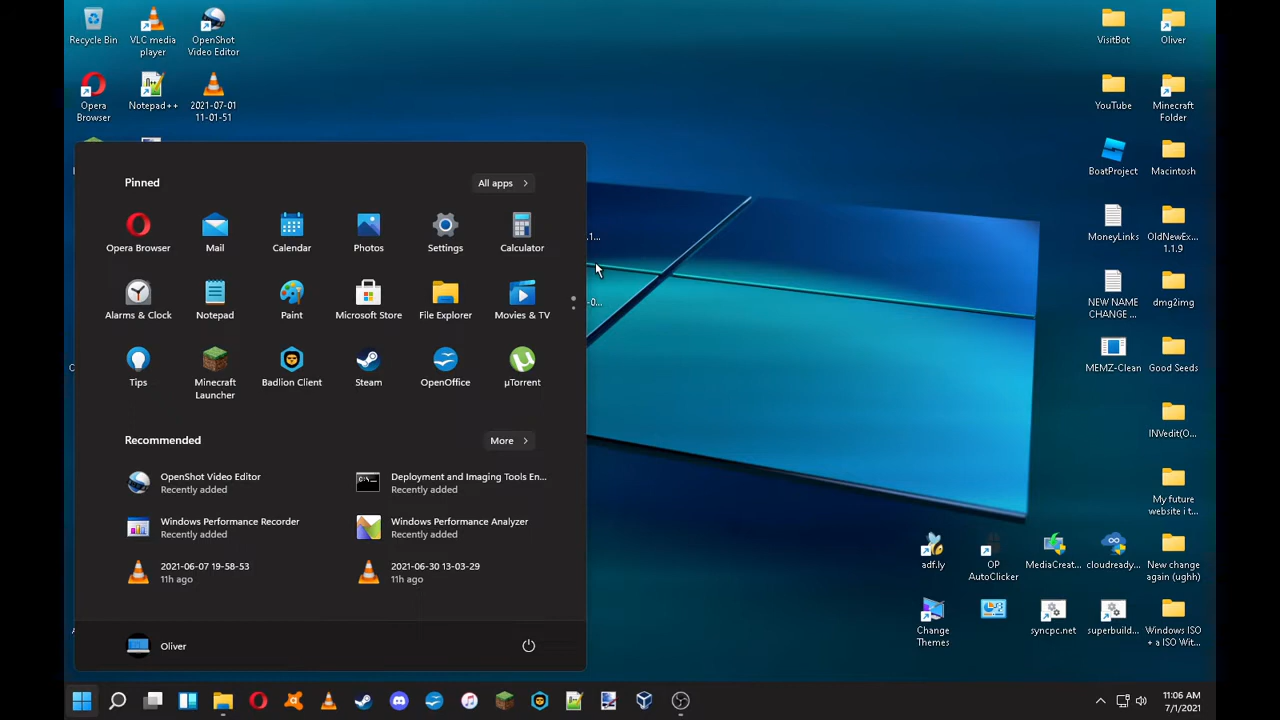 Recycle Bin
VLC media
player
OpenShot
Video Editor
Opera
Browser
Notepad++
2021-07-01
11-01-51
VisitBot
Oliver
YouTube
Minecraft
Folder
BoatProject
Macintosh
MoneyLinks
OldNewEx...
1.1.9
NEW NAME
CHANGE ...
dmg2img
MEMZ-Clean
Good Seeds
INVedit(O...
My future
website i t...
adf.ly
OP
AutoClicker
MediaCreat...
cloudready...
New change
again (ughh)
Change
Themes
syncpc.net
superbuild...
Windows ISO
+ a ISO Wit...
.1...
-0...
Pinned
All apps
Opera Browser
Mail
Calendar
Photos
Settings
Calculator
Alarms & Clock
Notepad
Paint
Microsoft Store
File Explorer
Movies & TV
Tips
Minecraft
Launcher
Badlion Client
Steam
OpenOffice
µTorrent
Recommended
More
OpenShot Video Editor
Recently added
Deployment and Imaging Tools En...
Recently added
Windows Performance Recorder
Recently added
Windows Performance Analyzer
Recently added
2021-06-07 19-58-53
11h ago
2021-06-30 13-03-29
11h ago
Oliver
11:06 AM
7/1/2021